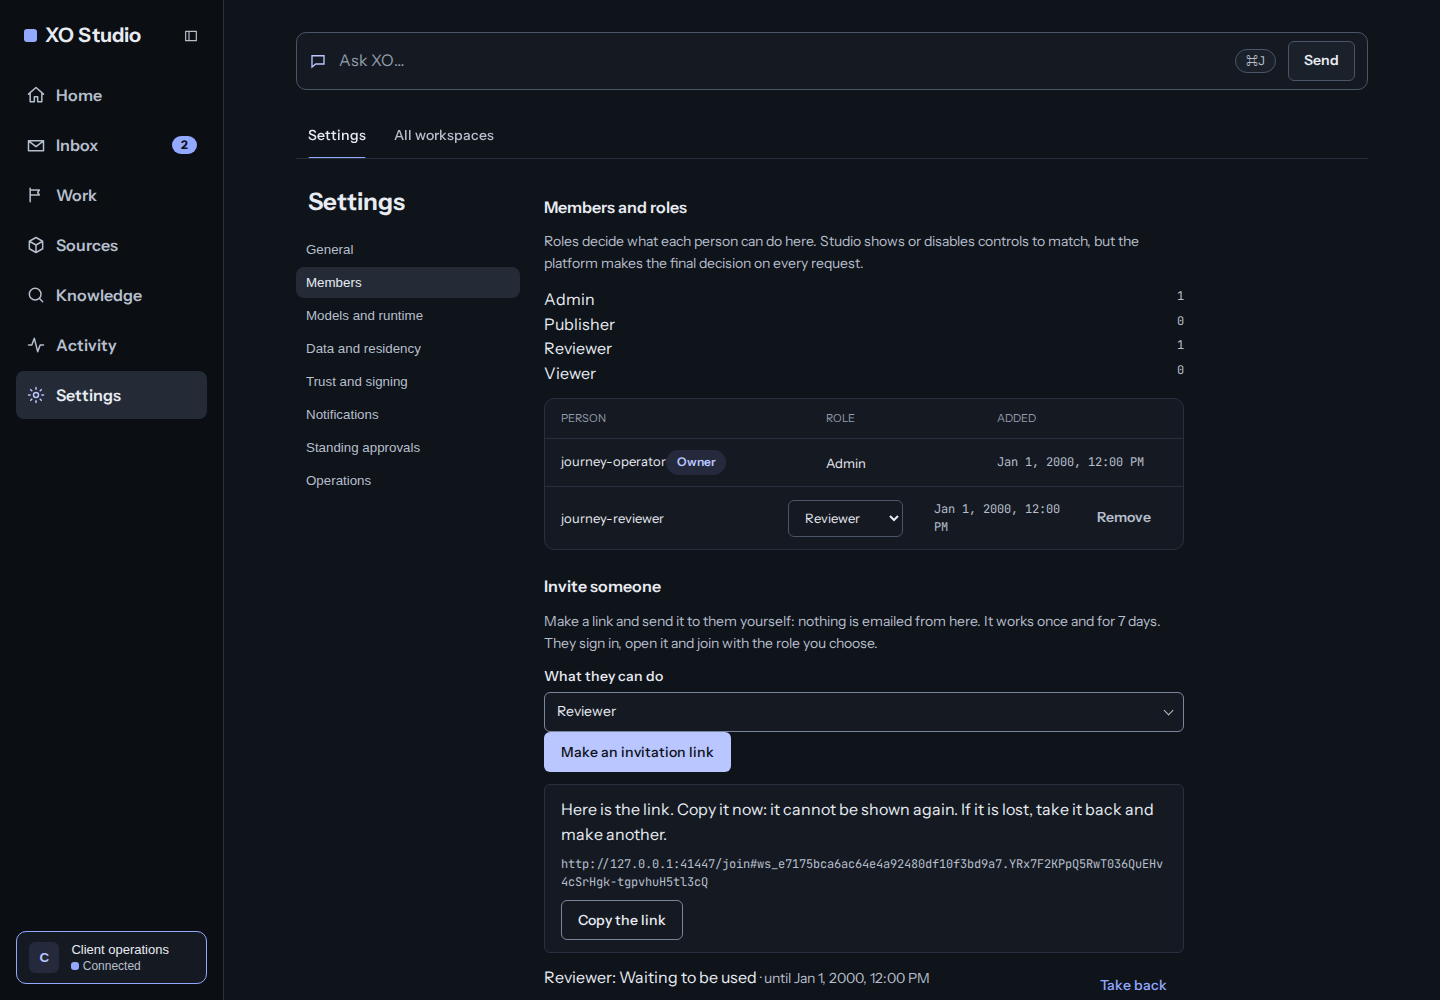 XO Studio
Home
Inbox 2
Work
Sources
Knowledge
Activity
Settings
C
Client operations
Connected
Ask XO... ⌘J Send
Settings All workspaces
Settings
General
Members
Models and runtime
Data and residency
Trust and signing
Notifications
Standing approvals
Operations
Members and roles
Roles decide what each person can do here. Studio shows or disables controls to match, but the
platform makes the final decision on every request.
Admin 1
Publisher 0
Reviewer 1
Viewer 0
PERSON ROLE ADDED
journey-operator Owner Admin Jan 1, 2000, 12:00 PM
journey-reviewer Reviewer Jan 1, 2000, 12:00
PM
Remove
Invite someone
Make a link and send it to them yourself: nothing is emailed from here. It works once and for 7 days.
They sign in, open it and join with the role you choose.
What they can do
Reviewer
Make an invitation link
Here is the link. Copy it now: it cannot be shown again. If it is lost, take it back and
make another.
http://127.0.0.1:41447/join#ws_e7175bca6ac64e4a92480df10f3bd9a7.YRx7F2KPpQ5RwT036QuEHv
4cSrHgk-tgpvhuH5tl3cQ
Copy the link
Reviewer: Waiting to be used · until Jan 1, 2000, 12:00 PM
Take back